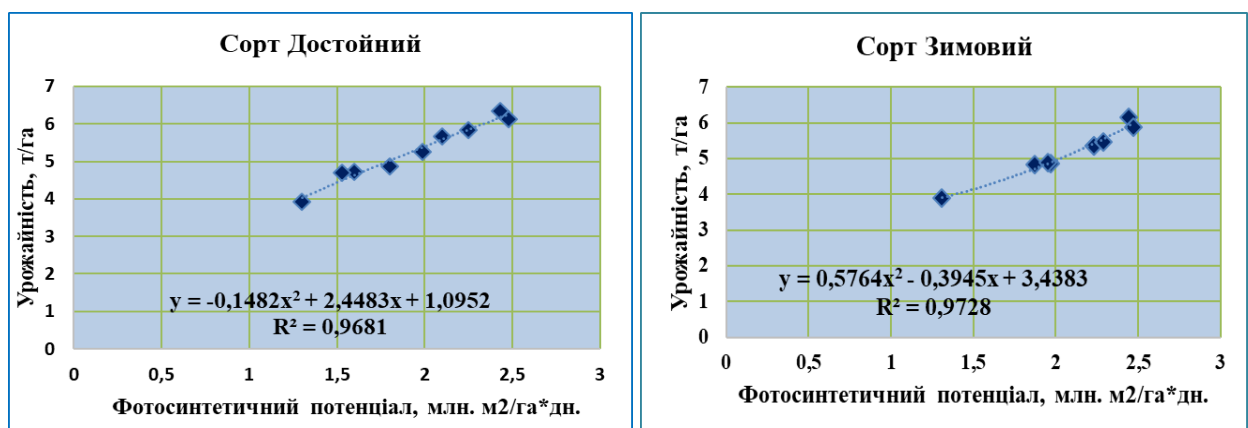 Сорт Достойний
7
6
5
4
3
2
1
0
Урожайність, т/га
y = -0,1482x² + 2,4483x + 1,0952
R² = 0,9681
0 0,5 1 1,5 2 2,5 3
Фотосинтетичний потенціал, млн. м2/га*дн.
Сорт Зимовий
7
6
5
4
3
2
1
0
Урожайність, т/га
y = 0,5764x² - 0,3945x + 3,4383
R² = 0,9728
0 0,5 1 1,5 2 2,5 3
Фотосинтетичний потенціал, млн. м2/га*дн.